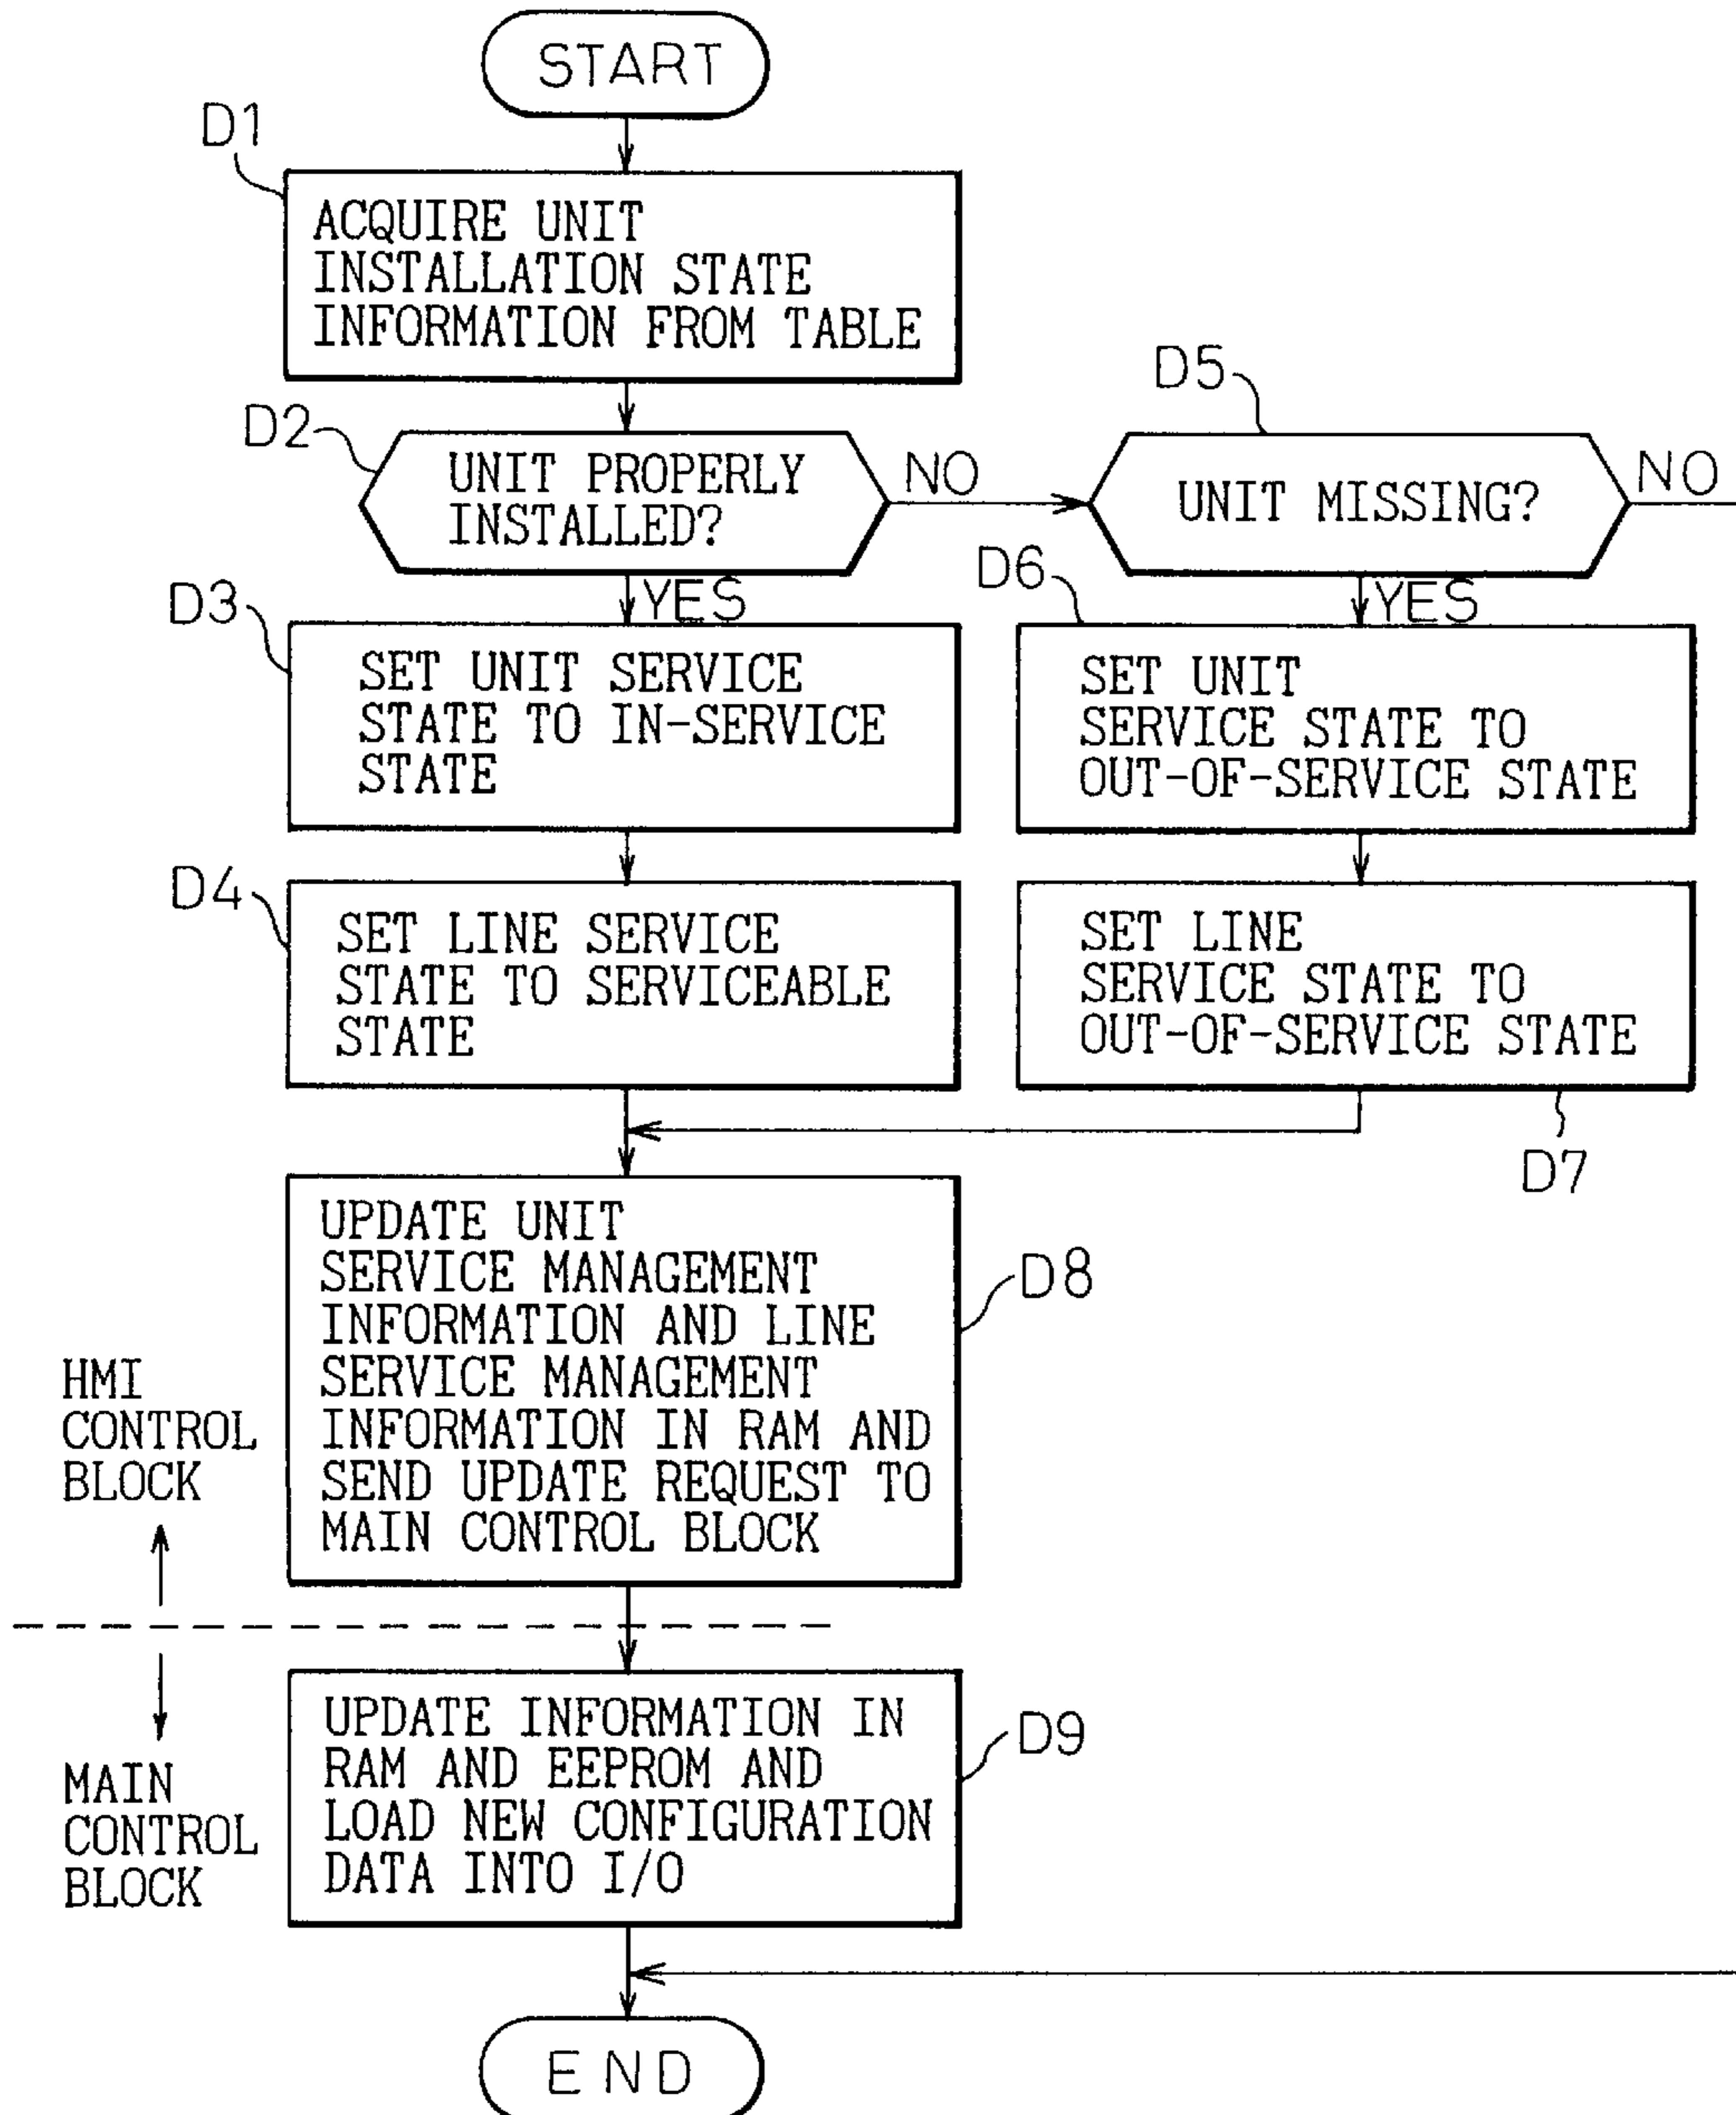 START
D1
ACQUIRE UNIT
INSTALLATION STATE
INFORMATION FROM TABLE
D2
UNIT PROPERLY
INSTALLED?
NO
D5
UNIT MISSING?
NO
YES
D3
SET UNIT SERVICE
STATE TO IN-SERVICE
STATE
YES
D6
SET UNIT
SERVICE STATE TO
OUT-OF-SERVICE STATE
D4
SET LINE SERVICE
STATE TO SERVICEABLE
STATE
SET LINE
SERVICE STATE TO
OUT-OF-SERVICE STATE
D7
UPDATE UNIT
SERVICE MANAGEMENT
INFORMATION AND LINE
SERVICE MANAGEMENT
INFORMATION IN RAM AND
SEND UPDATE REQUEST TO
MAIN CONTROL BLOCK
D8
HMI
CONTROL
BLOCK
MAIN
CONTROL
BLOCK
UPDATE INFORMATION IN
RAM AND EEPROM AND
LOAD NEW CONFIGURATION
DATA INTO I/O
D9
END